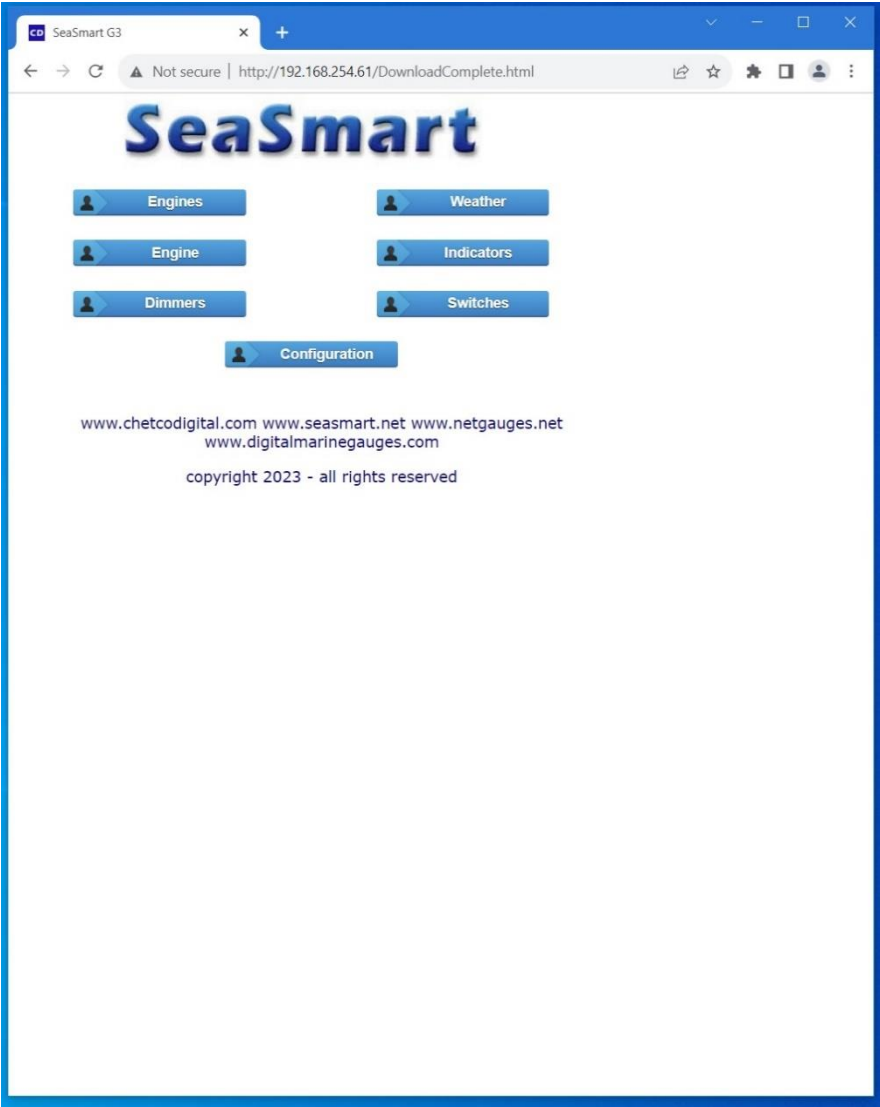 CD SeaSmart G3
Not secure | http://192.168.254.61/DownloadComplete.html
SeaSmart
Engines Weather
Engine Indicators
Dimmers Switches
Configuration
www.chetcodigital.com www.seasmart.net www.netgauges.net
www.digitalmarinegauges.com
copyright 2023 - all rights reserved